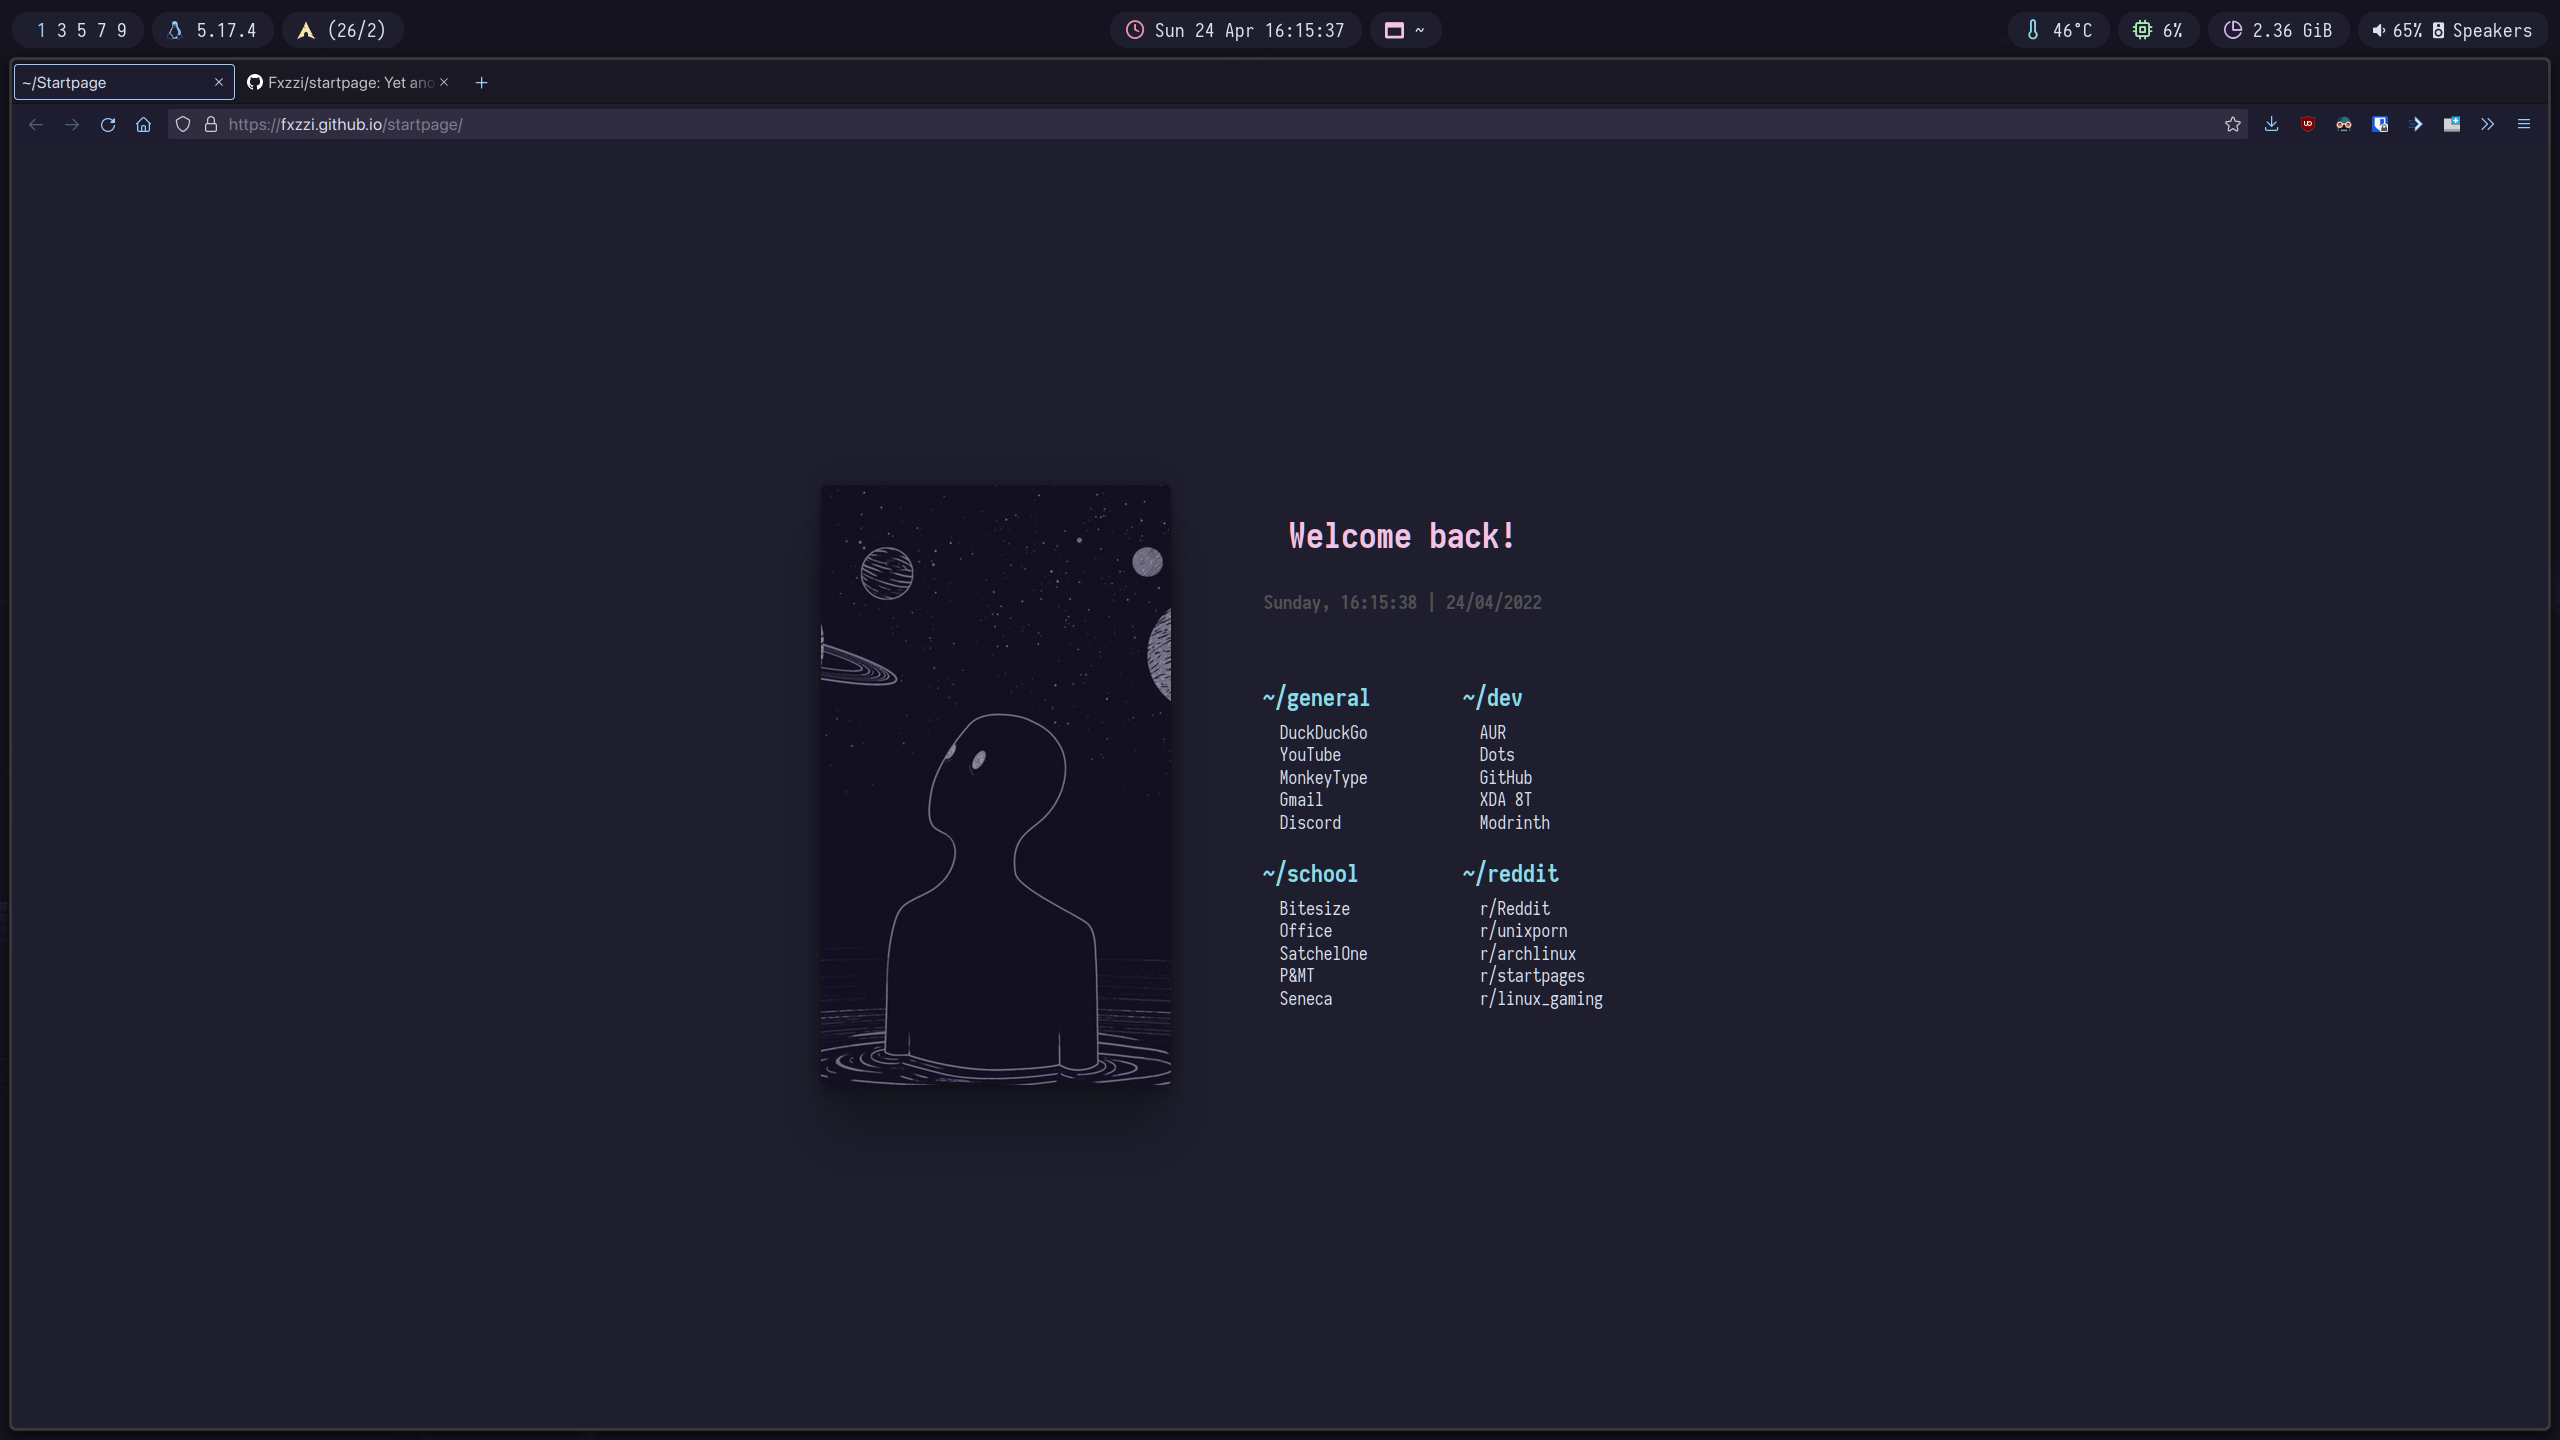 1 3 5 7 9
5.17.4
(26/2)
Sun 24 Apr 16:15:37
~
46°C
6%
2.36 GiB
65% Speakers
~/Startpage
Fxzzi/startpage: Yet ano
https://fxzzi.github.io/startpage/
Welcome back!
Sunday, 16:15:38 | 24/04/2022
~/general
DuckDuckGo
YouTube
MonkeyType
Gmail
Discord
~/dev
AUR
Dots
GitHub
XDA 8T
Modrinth
~/school
Bitesize
Office
SatchelOne
P&MT
Seneca
~/reddit
r/Reddit
r/unixporn
r/archlinux
r/startpages
r/linux_gaming